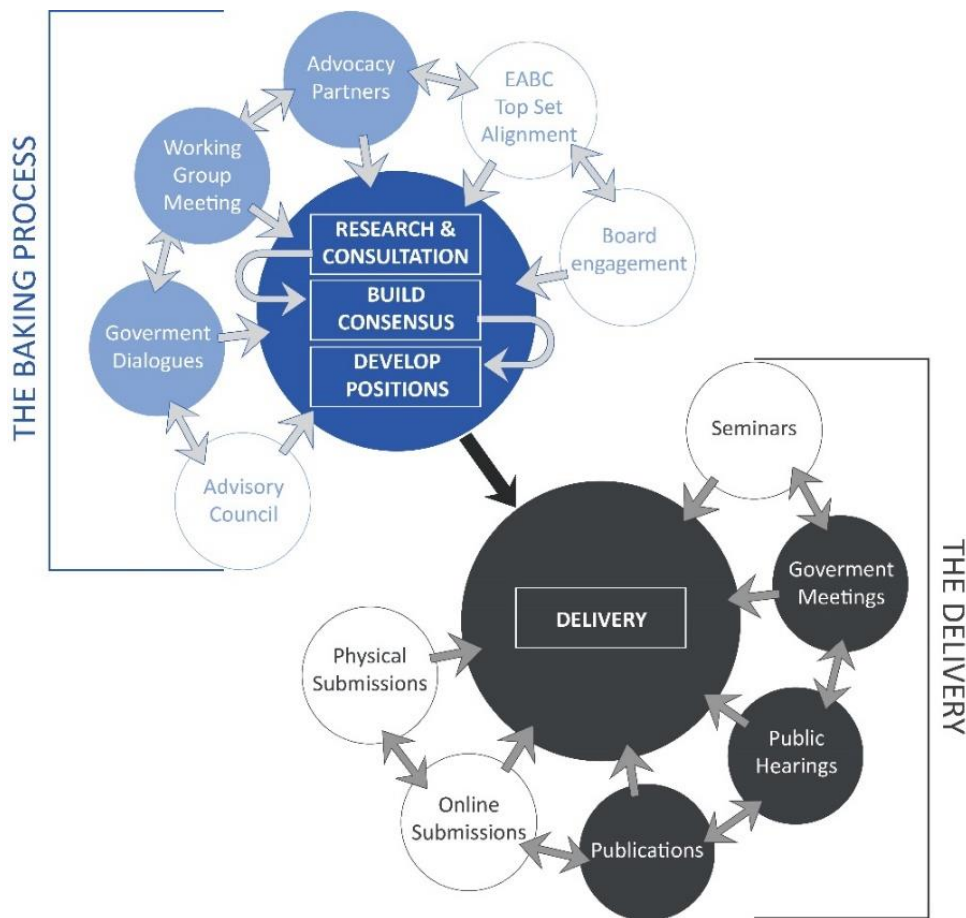 THE BAKING PROCESS
Advocacy
Partners
EABC
Top Set
Alignment
Working
Group
Meeting
Board
engagement
RESEARCH &
CONSULTATION
BUILD
CONSENSUS
DEVELOP
POSITIONS
Goverment
Dialogues
Advisory
Council
THE DELIVERY
Seminars
Goverment
Meetings
DELIVERY
Physical
Submissions
Public
Hearings
Online
Submissions
Publications